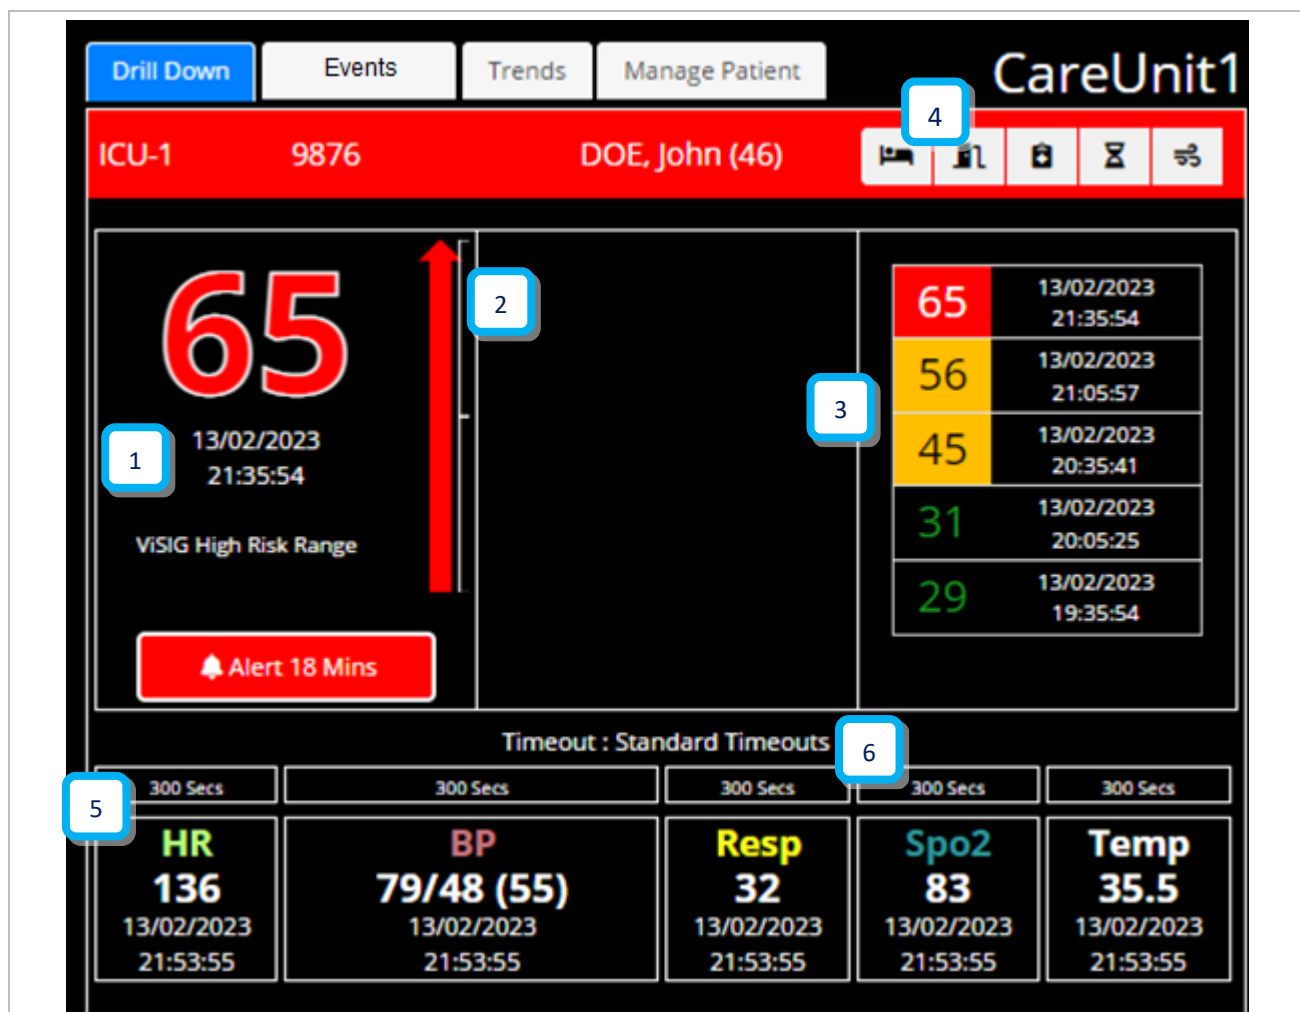 Drill Down Events Trends Manage Patient CareUnit1
4
ICU-1 9876 DOE, John (46)
65
2
13/02/2023
21:35:54
1
ViSIG High Risk Range
Alert 18 Mins
3
65 13/02/2023
21:35:54
56 13/02/2023
21:05:57
45 13/02/2023
20:35:41
31 13/02/2023
20:05:25
29 13/02/2023
19:35:54
Timeout : Standard Timeouts
6
5
300 Secs 300 Secs 300 Secs 300 Secs 300 Secs
HR BP Resp Spo2 Temp
136 79/48 (55) 32 83 35.5
13/02/2023 13/02/2023 13/02/2023 13/02/2023 13/02/2023
21:53:55 21:53:55 21:53:55 21:53:55 21:53:55